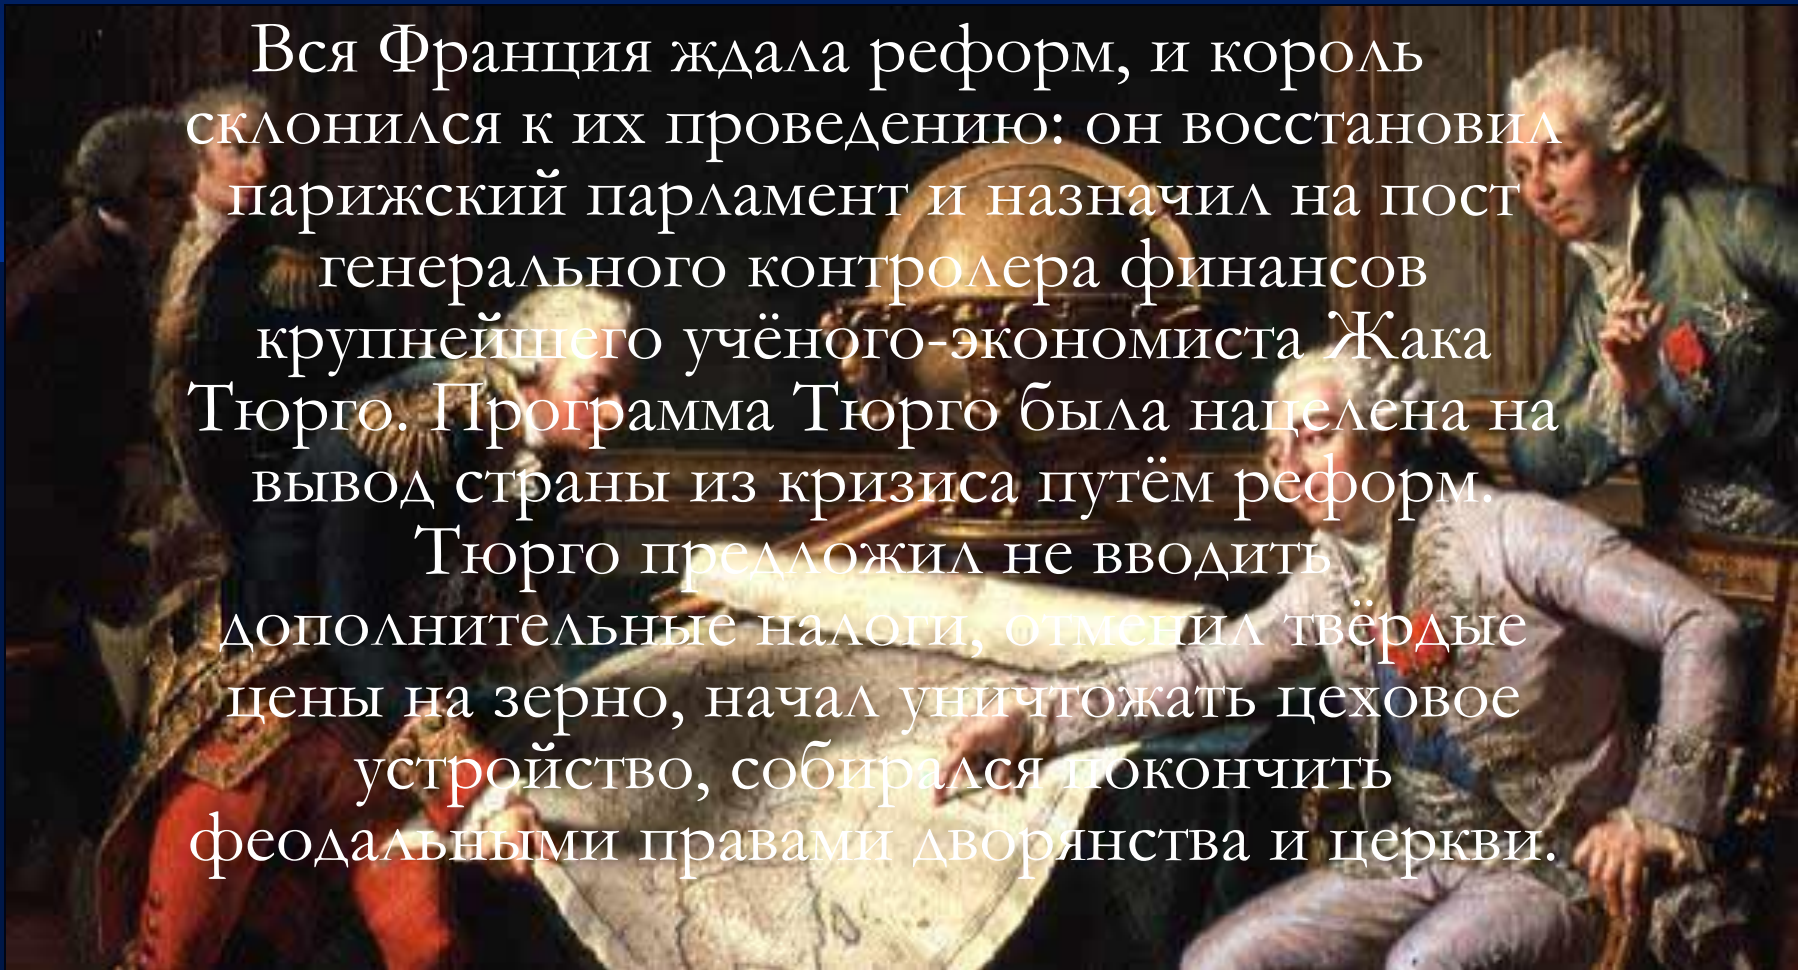 Вся Франция ждала реформ, и король
склонился к их проведению: он восстановил
парижский парламент и назначил на пост
генерального контролера финансов
крупнейшего учёного-экономиста Жака
Тюрго. Программа Тюрго была нацелена на
вывод страны из кризиса путём реформ.
Тюрго предложил не вводить
дополнительные налоги, отменил твёрдые
цены на зерно, начал уничтожать цеховое
устройство, собирался покончить
феодальными правами дворянства и церкви.